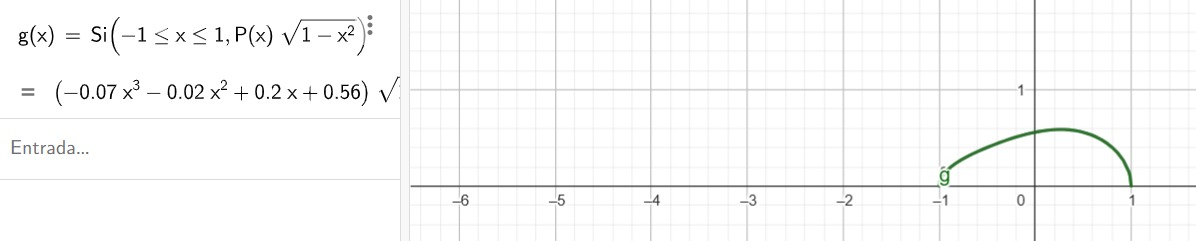 g(x) = Si(−1 ≤ x ≤ 1, P(x) √(1 − x²))
= (−0.07 x³ − 0.02 x² + 0.2 x + 0.56) √
Entrada...
1
g
−6 −5 −4 −3 −2 −1 0 1